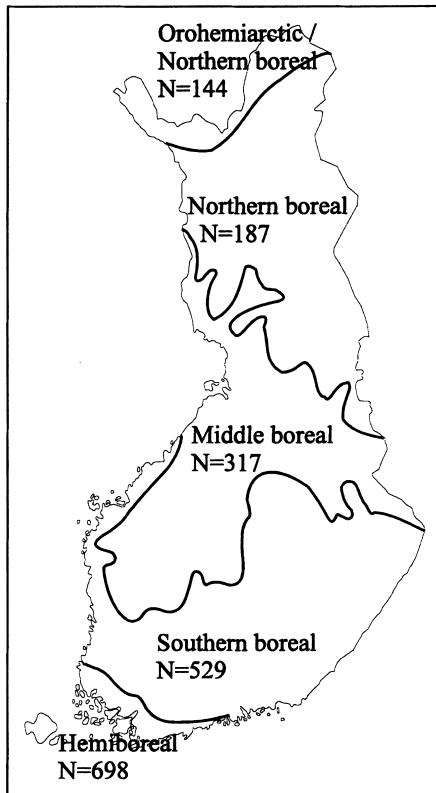 Orohemiarctic /
Northern boreal
N=144
Northern boreal
N=187
Middle boreal
N=317
Southern boreal
N=529
Hemiboreal
N=698